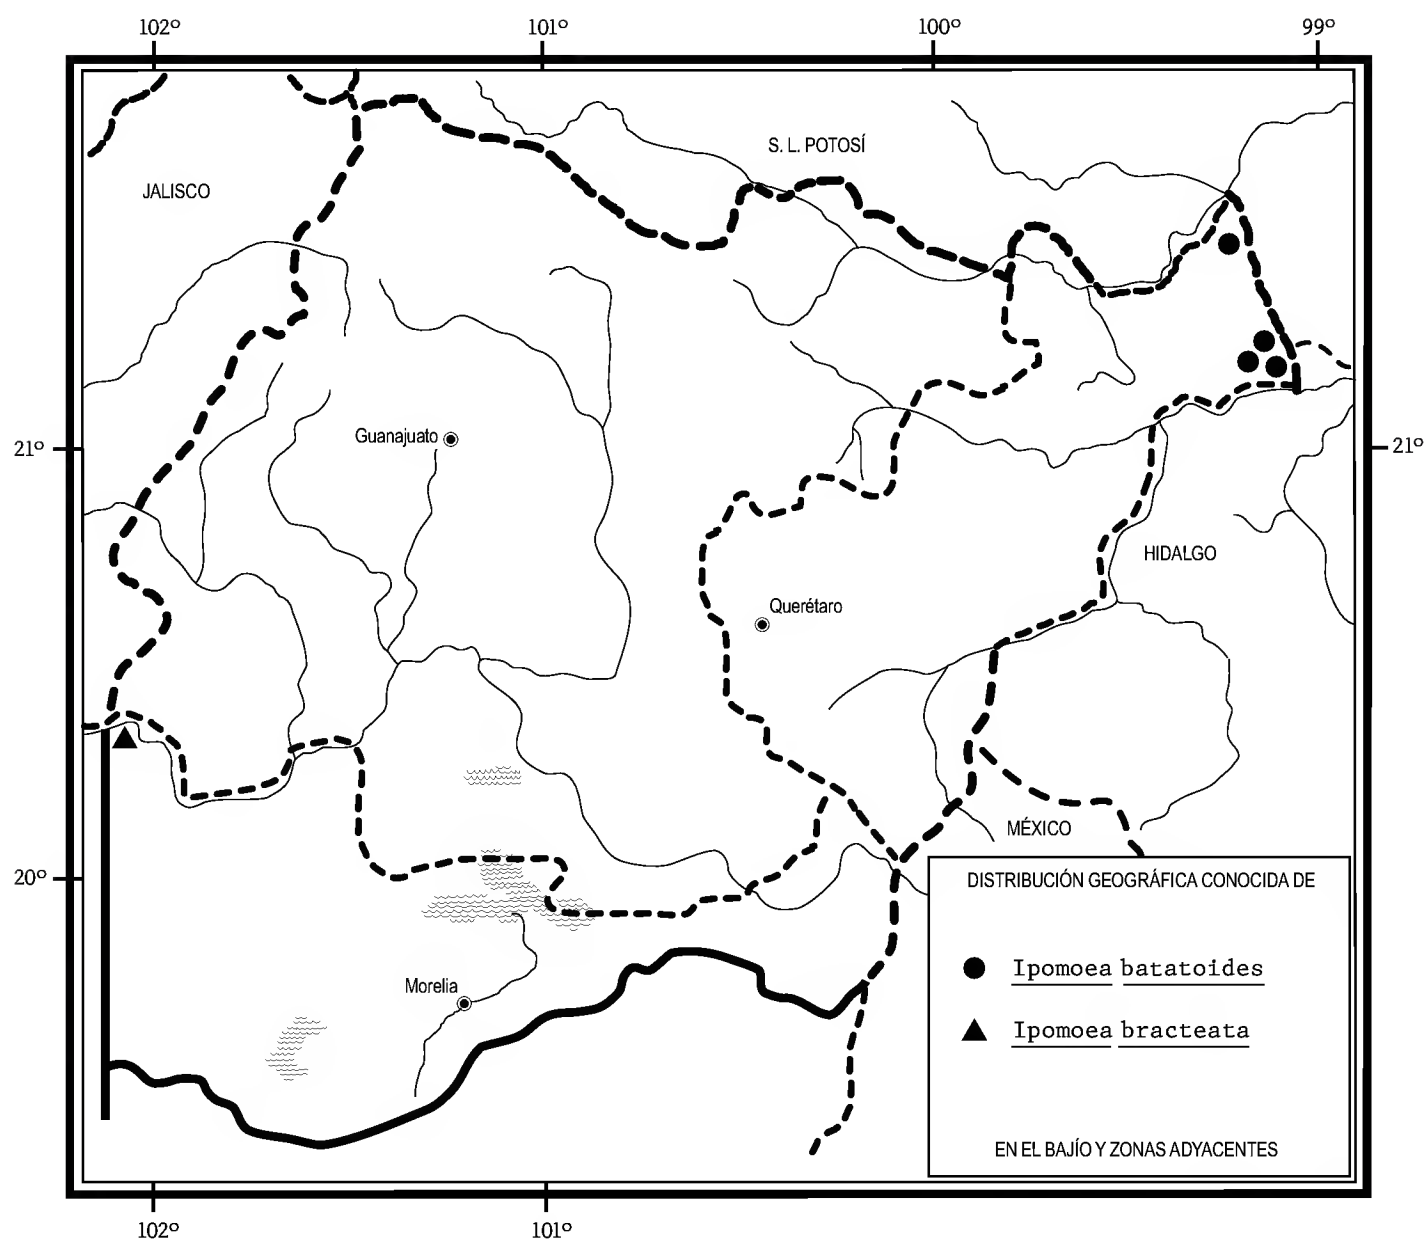 102º 101º 100º 99º
S. L. POTOSÍ
JALISCO
Guanajuato
21º 21º
HIDALGO
Querétaro
MÉXICO
20º
DISTRIBUCIÓN GEOGRÁFICA CONOCIDA DE
Ipomoea batatoides
Morelia
Ipomoea bracteata
EN EL BAJÍO Y ZONAS ADYACENTES
102º 101º